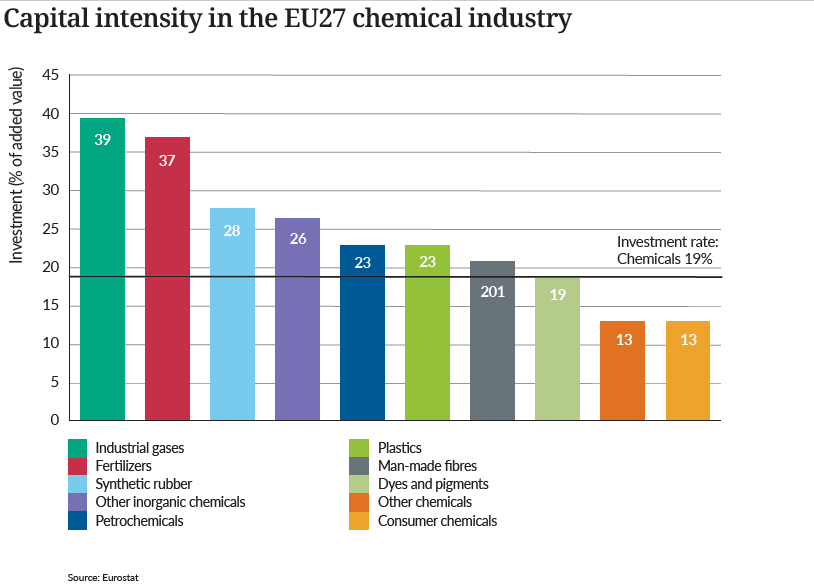 Capital intensity in the EU27 chemical industry
Investment (% of added value)
45
40
35
30
25
20
15
10
5
0
39
37
28
26
23
23
201
19
13
13
Investment rate:
Chemicals 19%
Industrial gases
Fertilizers
Synthetic rubber
Other inorganic chemicals
Petrochemicals
Plastics
Man-made fibres
Dyes and pigments
Other chemicals
Consumer chemicals
Source: Eurostat